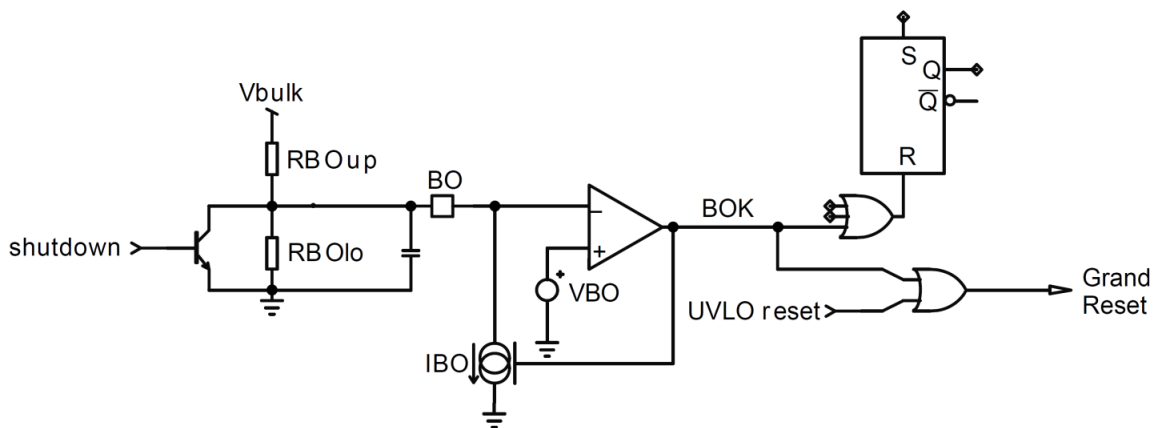 S
Q
Q
R
Vbulk
RBOup
BO
BOK
shutdown
RBOlo
−
+
VBO
UVLO reset
Grand
Reset
IBO